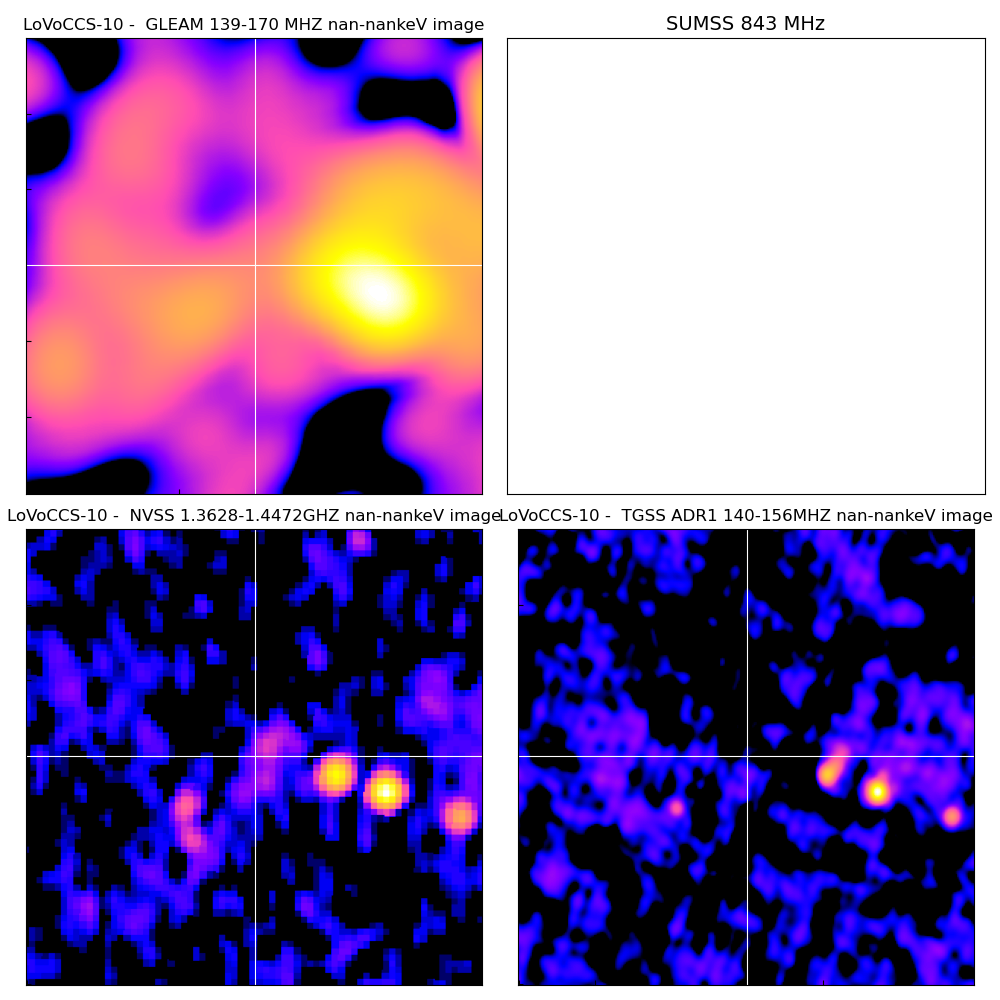 LoVoCCS-10 -  GLEAM 139-170 MHZ nan-nankeV image
SUMSS 843 MHz
LoVoCCS-10 -  NVSS 1.3628-1.4472GHZ nan-nankeV image
LoVoCCS-10 -  TGSS ADR1 140-156MHZ nan-nankeV image